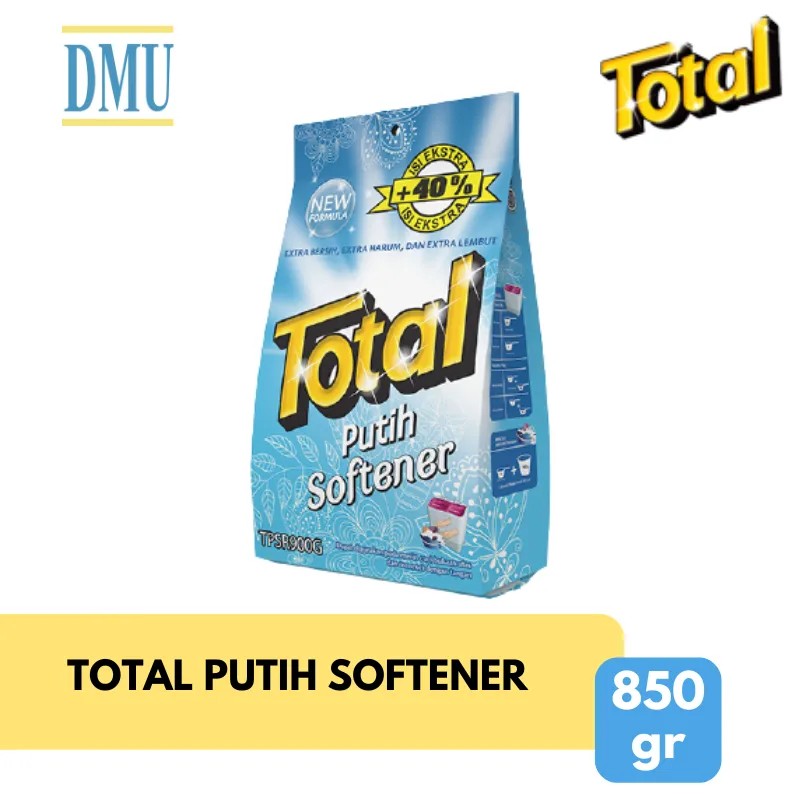 DMU
Total
ISI EKSTRA
+40%
ISI EKSTRA
NEW
FORMULA
EXTRA BERSIH, EXTRA HARUM, DAN EXTRA LEMBUT
Total
Putih
Softener
TPSR900G
TOTAL PUTIH SOFTENER
850
gr